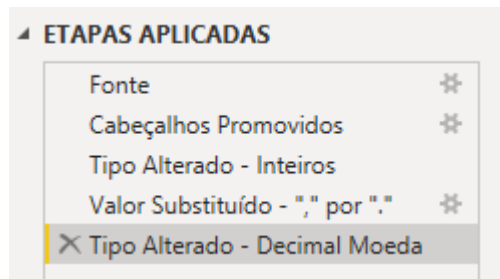 ETAPAS APLICADAS
Fonte
Cabeçalhos Promovidos
Tipo Alterado - Inteiros
Valor Substituído - "," por "."
Tipo Alterado - Decimal Moeda